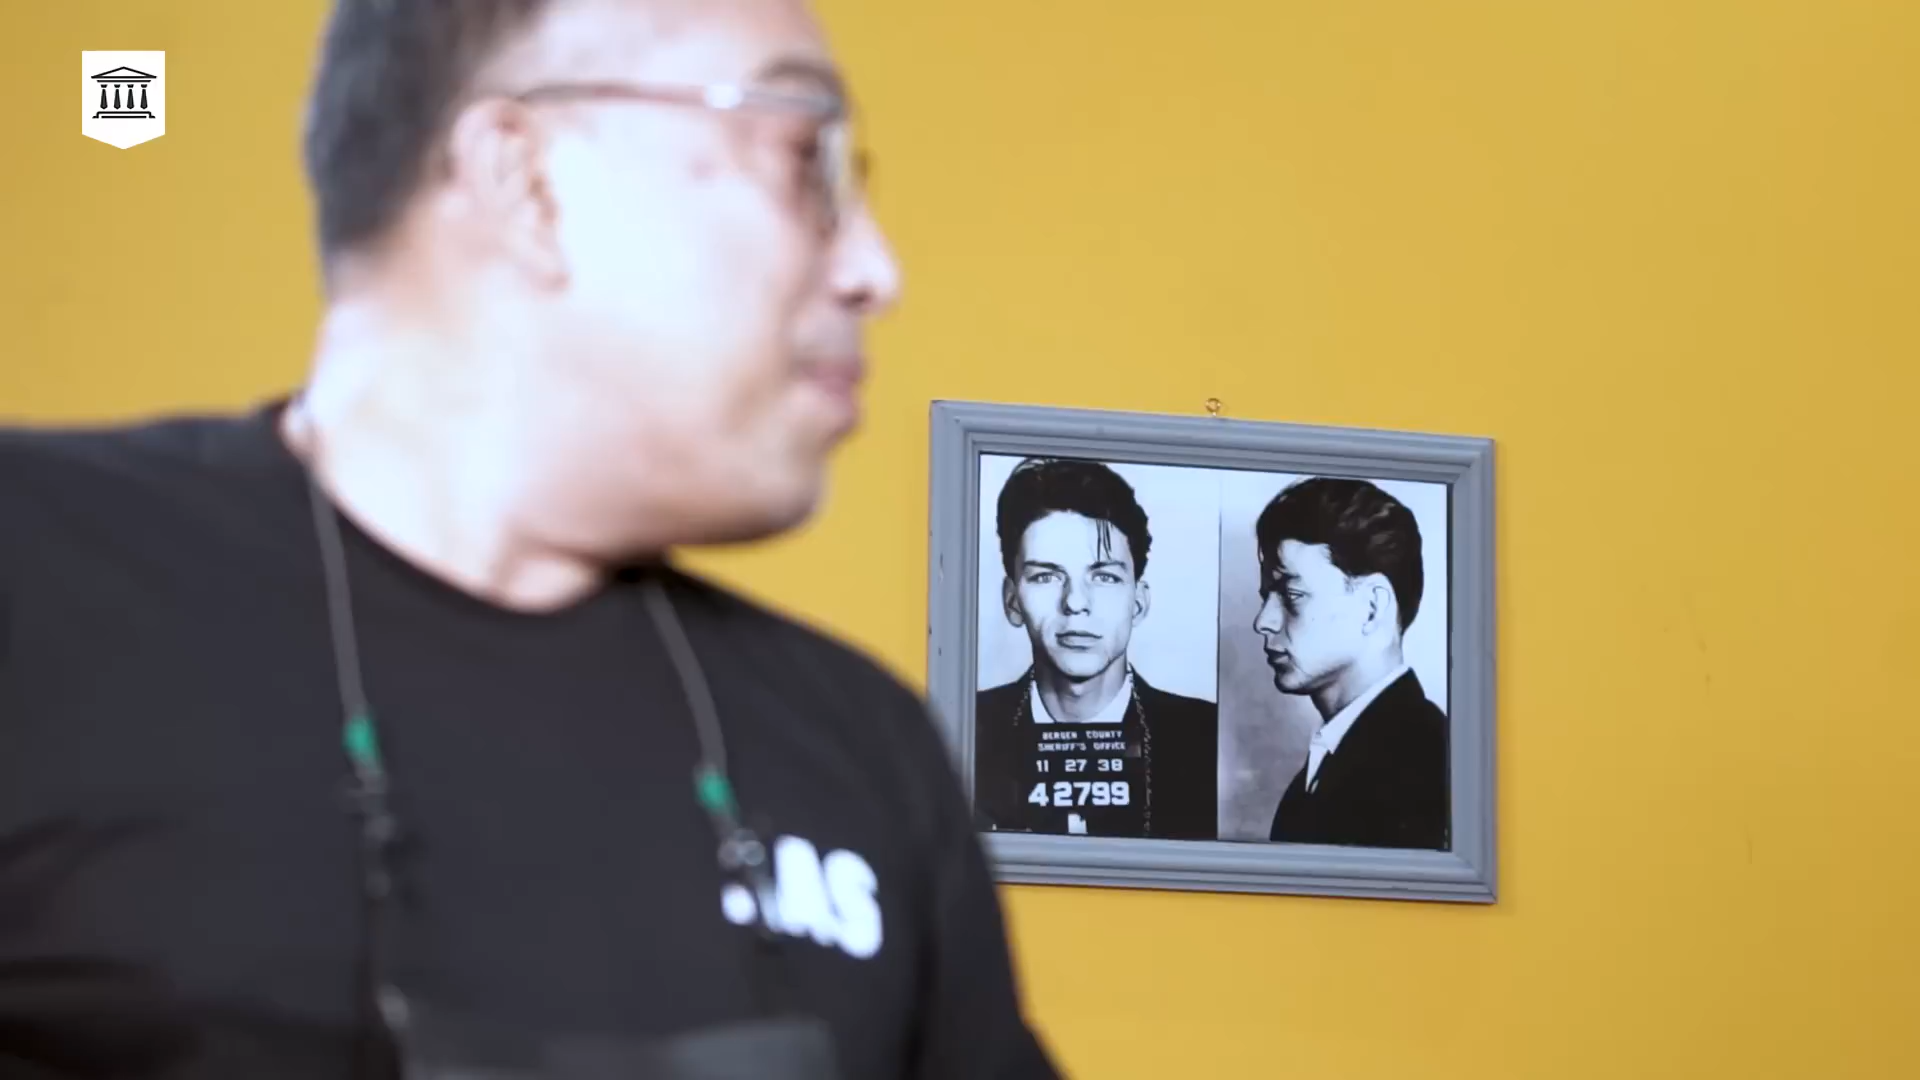 BERGEN COUNTY
SHERIFF'S OFFICE
11 27 38
42799
AS